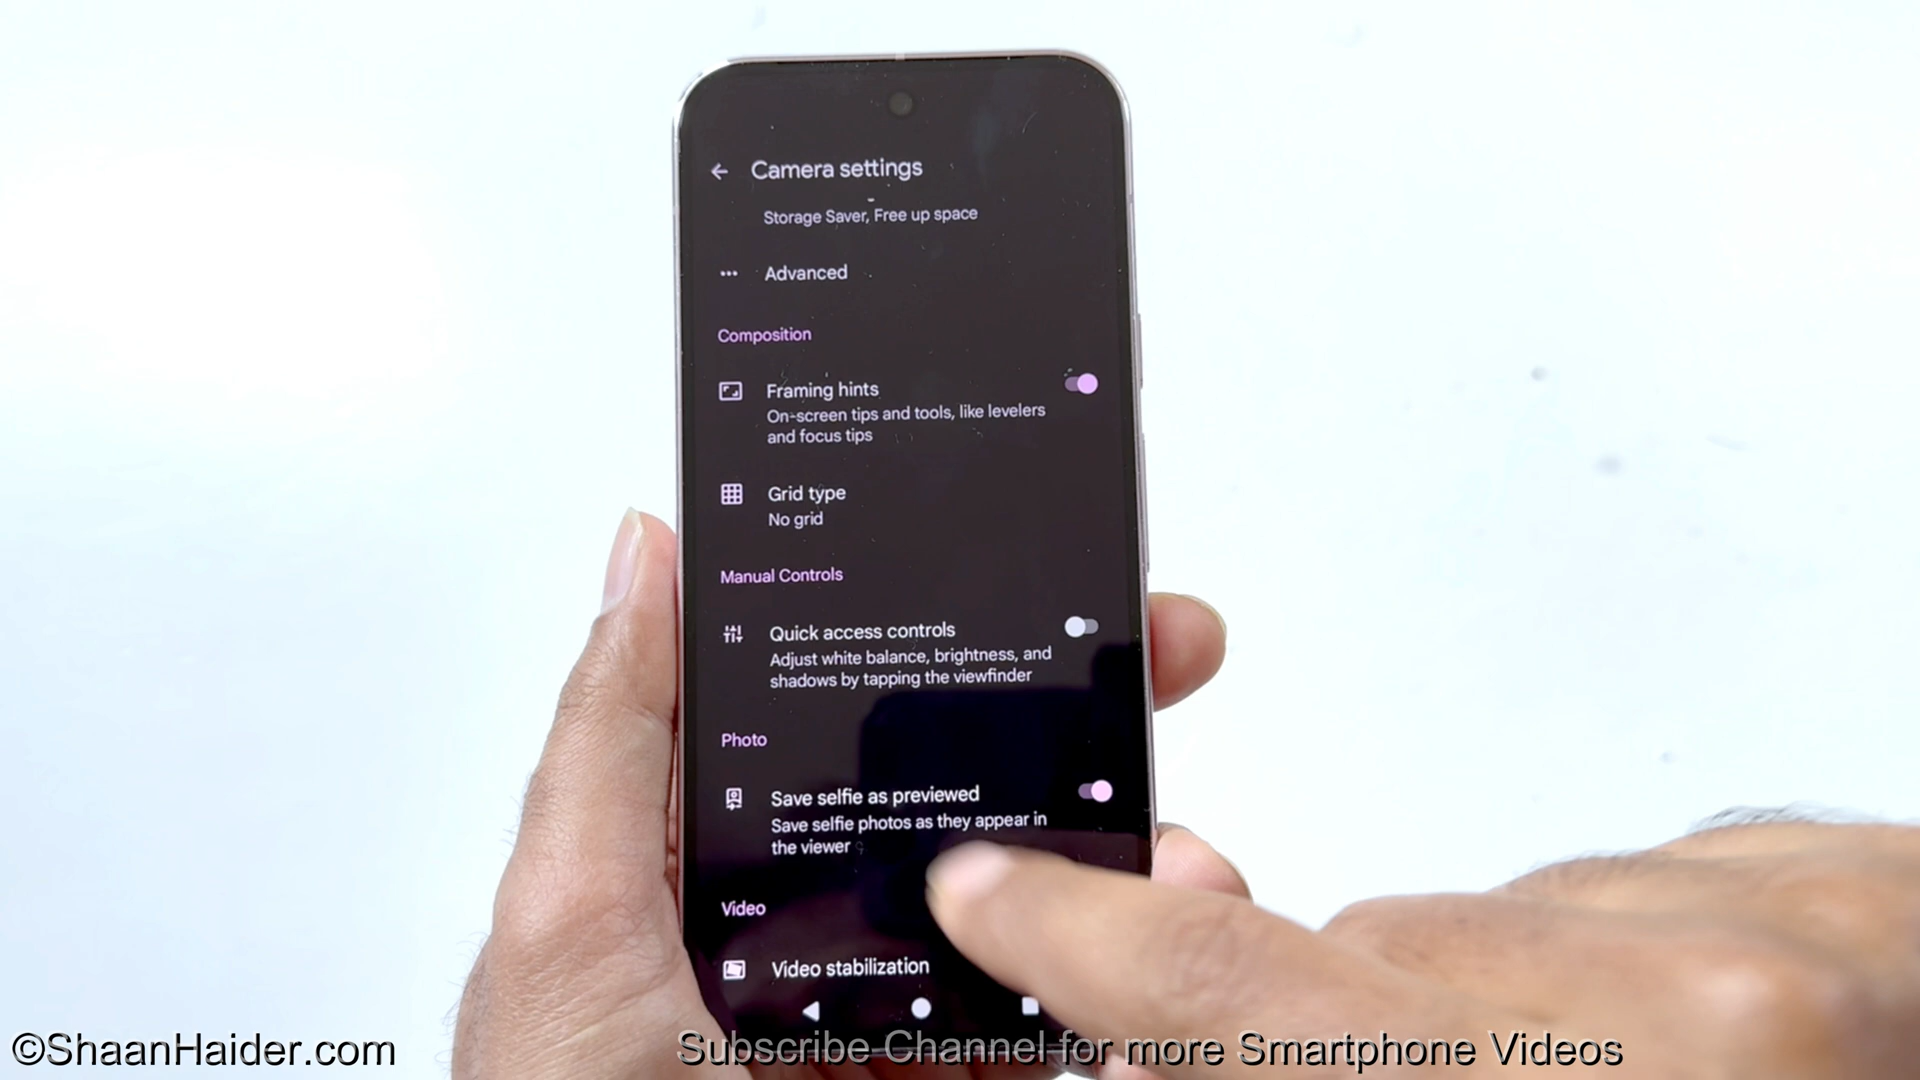 Camera settings
Storage Saver, Free up space
Advanced
Composition
Framing hints
On-screen tips and tools, like levelers
and focus tips
Grid type
No grid
Manual Controls
Quick access controls
Adjust white balance, brightness, and
shadows by tapping the viewfinder
Photo
Save selfie as previewed
Save selfie photos as they appear in
the viewer
Video
Video stabilization
©ShaanHaider.com
Subscribe Channel for more Smartphone Videos